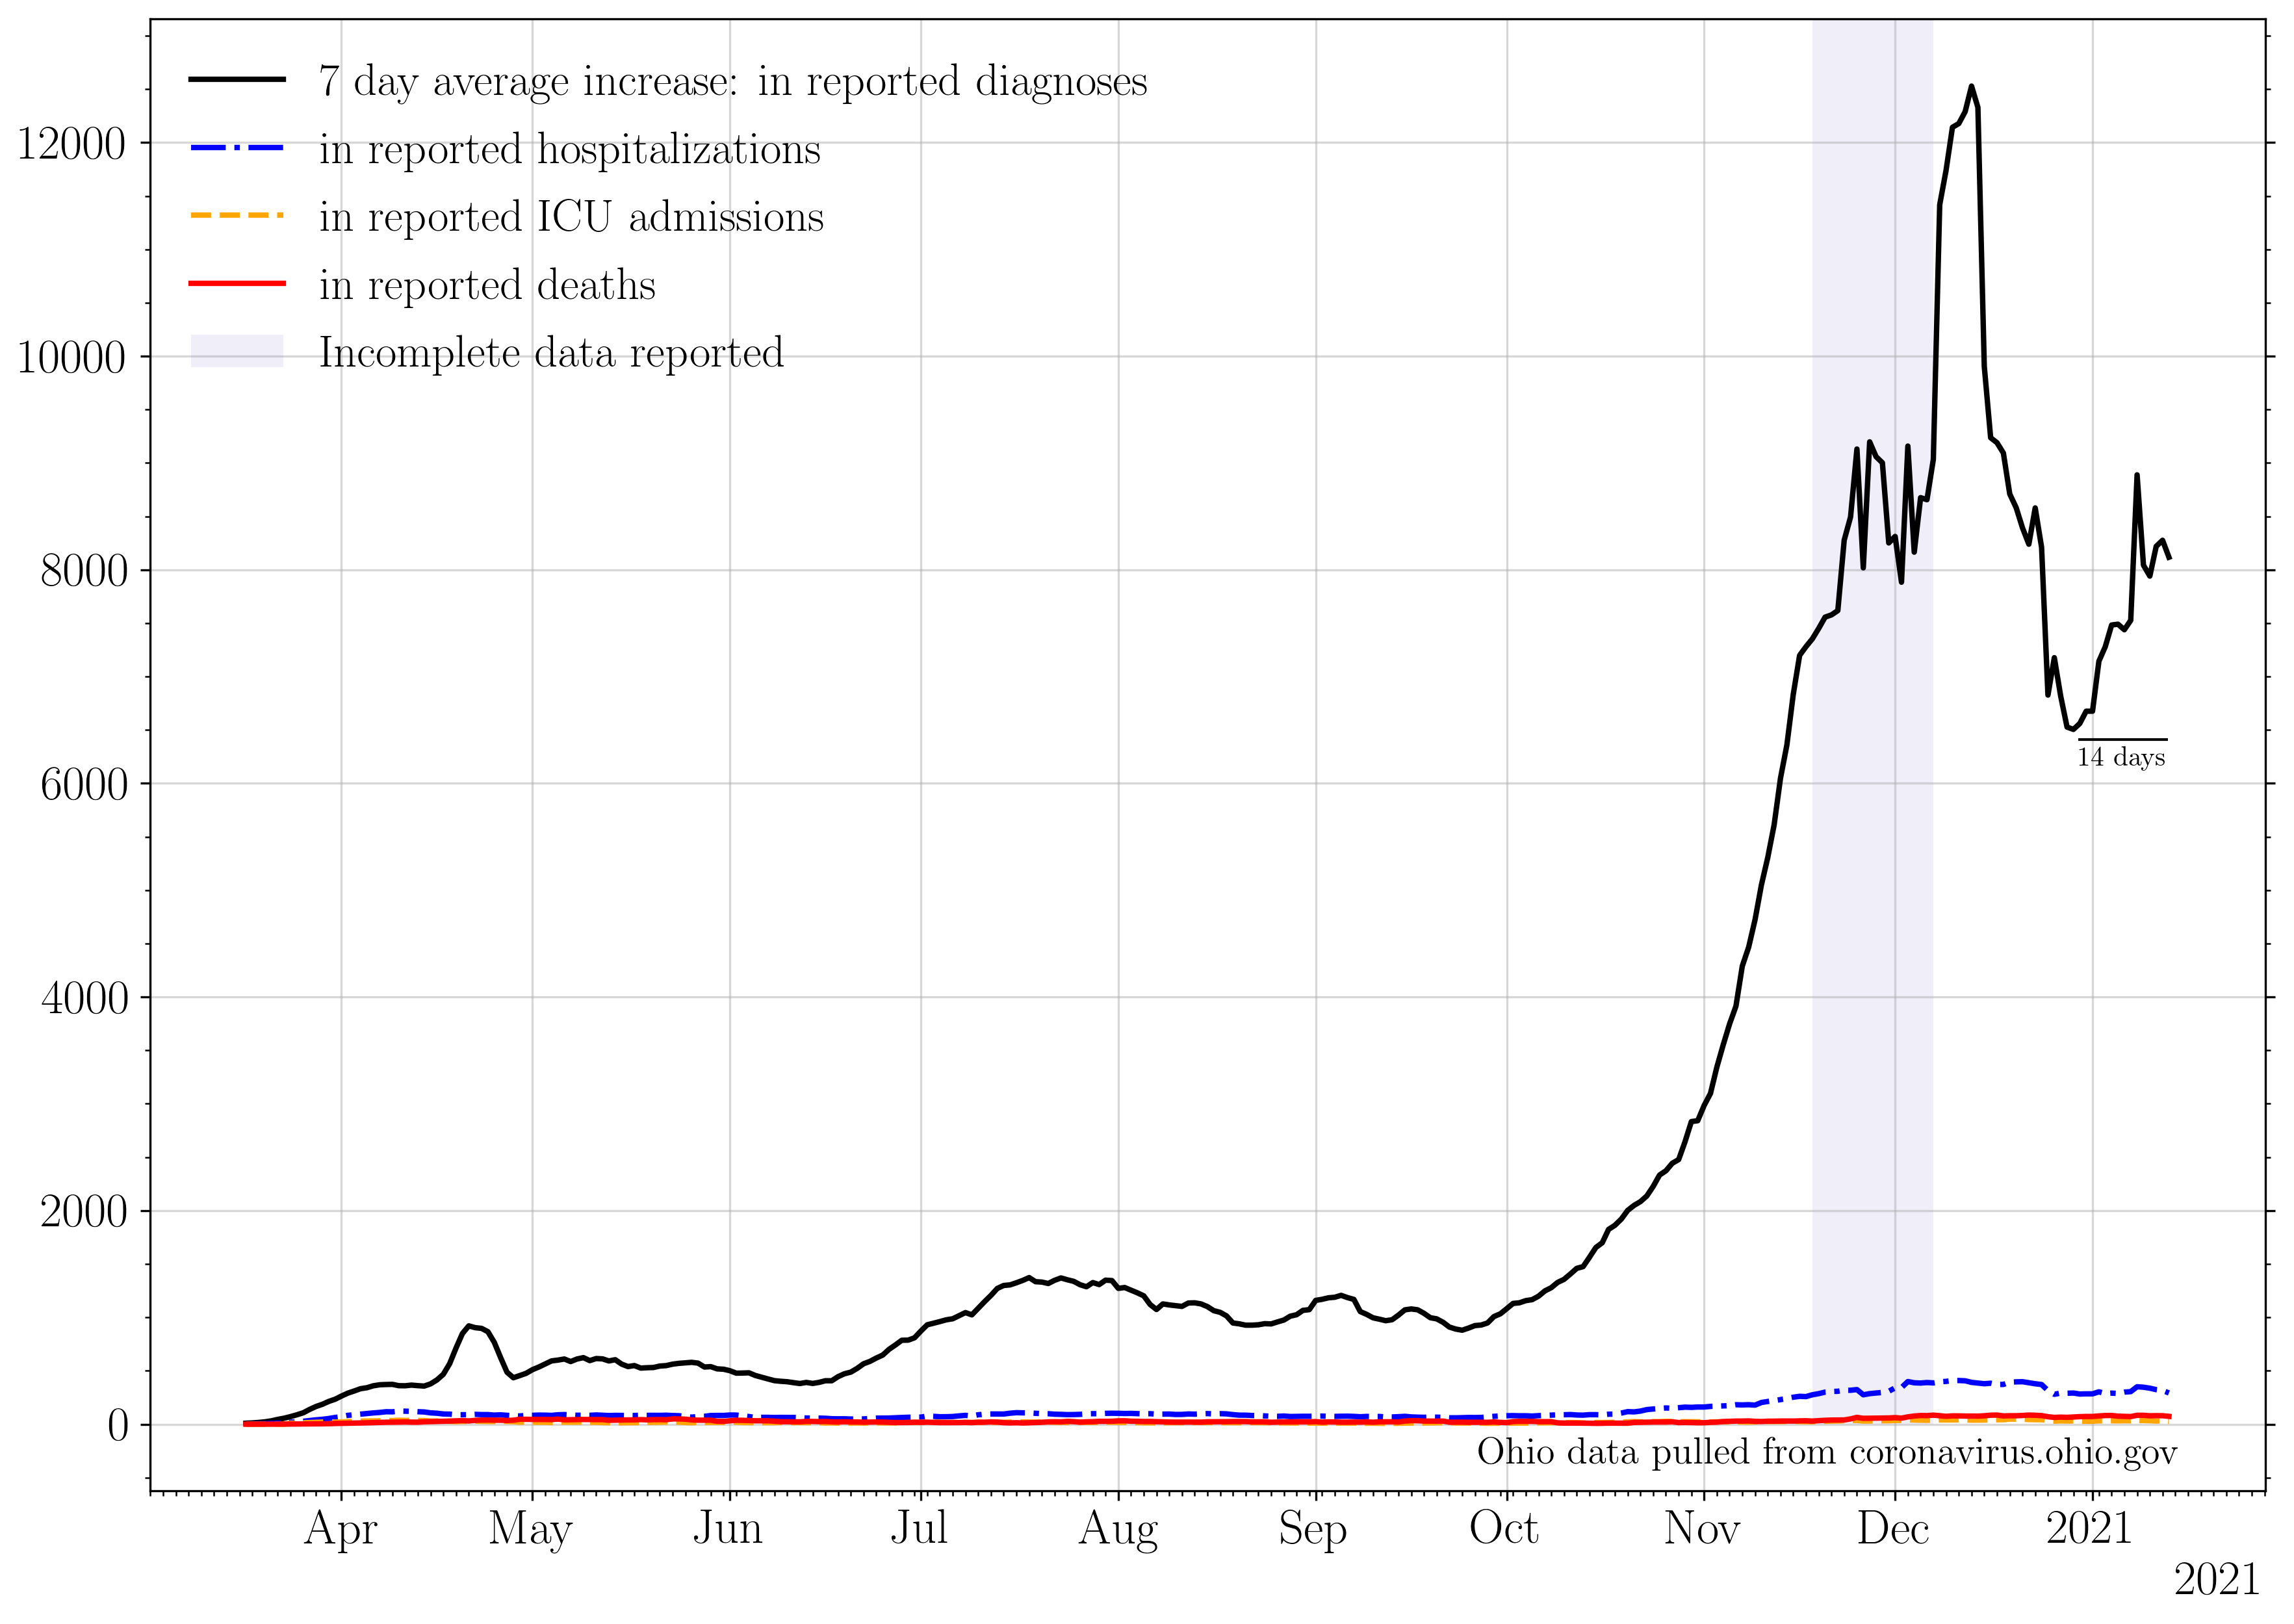 7 day average increase: in reported diagnoses
in reported hospitalizations
in reported ICU admissions
in reported deaths
Incomplete data reported
12000
10000
8000
6000
4000
2000
0
14 days
Ohio data pulled from coronavirus.ohio.gov
Apr May Jun Jul Aug Sep Oct Nov Dec 2021
2021